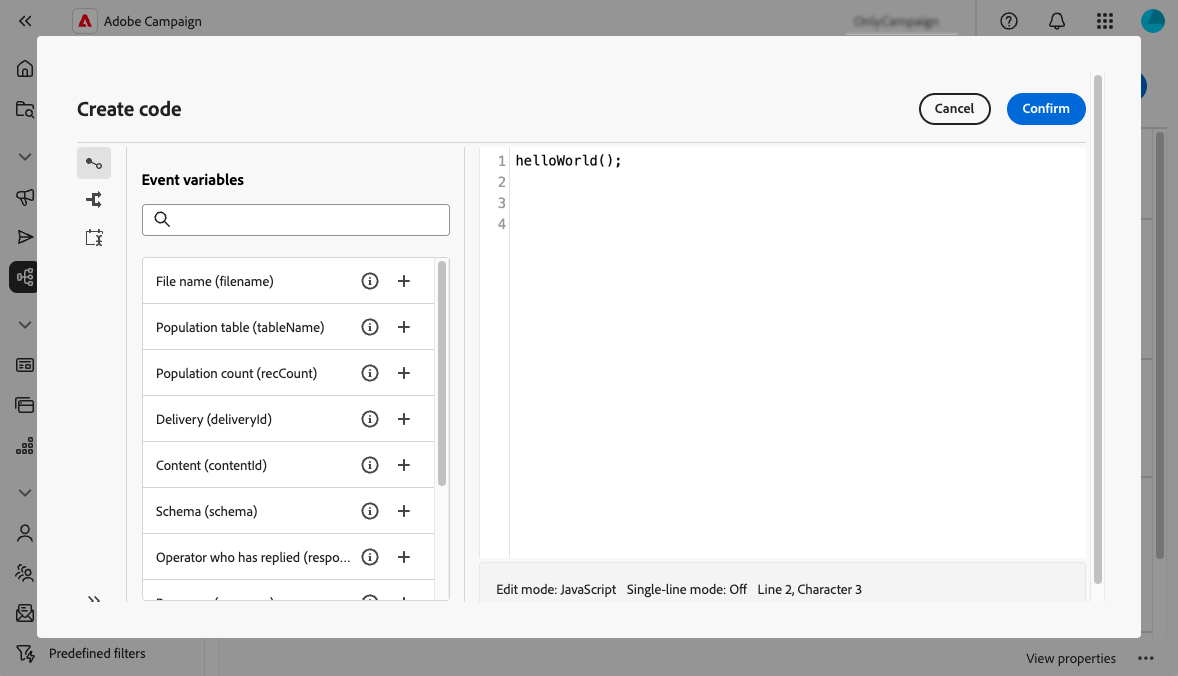 Adobe Campaign
Create code
Cancel
Confirm
Event variables
File name (filename)
Population table (tableName)
Population count (recCount)
Delivery (deliveryId)
Content (contentId)
Schema (schema)
Operator who has replied (respo...
1 helloWorld();
2
3
4
Edit mode: JavaScript Single-line mode: Off Line 2, Character 3
Predefined filters
View properties